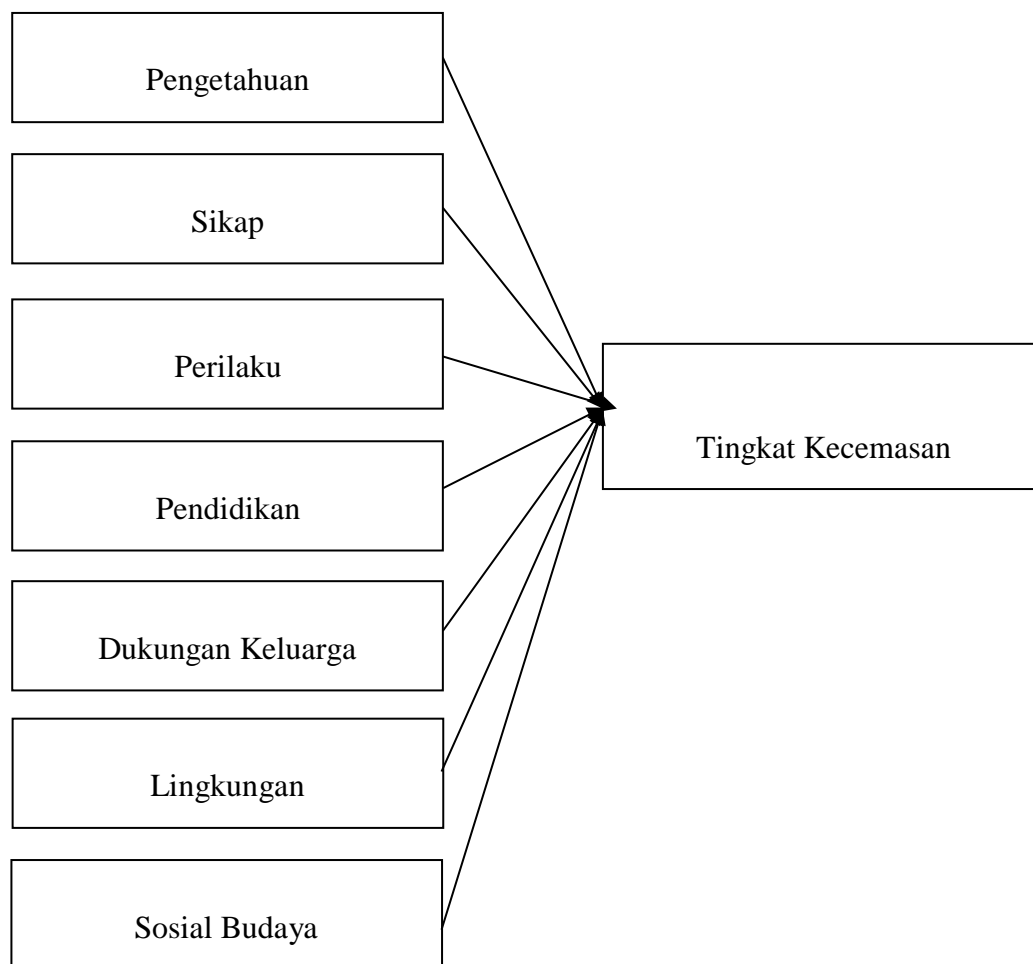 Pengetahuan
Sikap
Perilaku
Tingkat Kecemasan
Pendidikan
Dukungan Keluarga
Lingkungan
Sosial Budaya